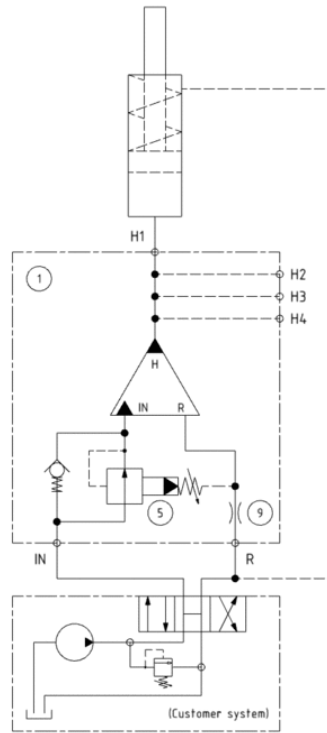 H1
1
H2
H3
H4
H
IN R
5
9
IN R
(Customer system)